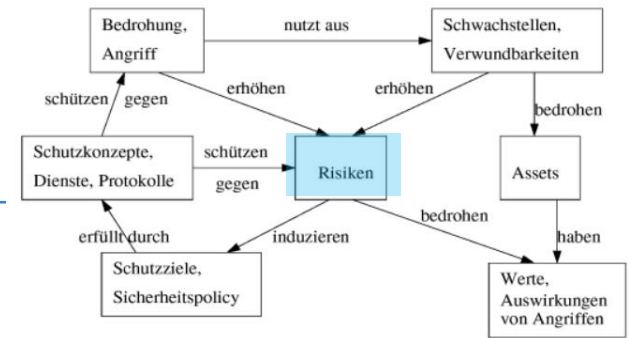 Bedrohung,
Angriff
nutzt aus
Schwachstellen,
Verwundbarkeiten
schützen gegen
erhöhen
erhöhen
bedrohen
Schutzkonzepte,
Dienste, Protokolle
schützen
gegen
Risiken
Assets
erfüllt durch
induzieren
bedrohen
haben
Schutzziele,
Sicherheitspolicy
Werte,
Auswirkungen
von Angriffen